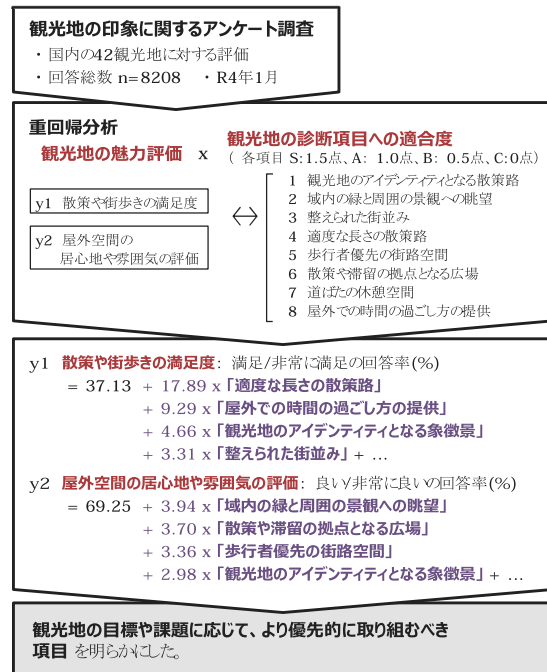 観光地の印象に関するアンケート調査
・国内の42観光地に対する評価
・回答総数 n=8208 ・R4年1月
重回帰分析
観光地の魅力評価 x 観光地の診断項目への適合度
( 各項目 S:1.5点、A: 1.0点、B: 0.5点、C:0点)
y1 散策や街歩きの満足度
y2 屋外空間の
居心地や雰囲気の評価
1 観光地のアイデンティティとなる散策路
2 域内の緑と周囲の景観への眺望
3 整えられた街並み
4 適度な長さの散策路
5 歩行者優先の街路空間
6 散策や滞留の拠点となる広場
7 道ばたの休憩空間
8 屋外での時間の過ごし方の提供
y1 散策や街歩きの満足度: 満足/非常に満足の回答率(%)
= 37.13 + 17.89 x「適度な長さの散策路」
+ 9.29 x「屋外での時間の過ごし方の提供」
+ 4.66 x「観光地のアイデンティティとなる象徴景」
+ 3.31 x「整えられた街並み」+ …
y2 屋外空間の居心地や雰囲気の評価: 良い/非常に良いの回答率(%)
= 69.25 + 3.94 x「域内の緑と周囲の景観への眺望」
+ 3.70 x「散策や滞留の拠点となる広場」
+ 3.36 x「歩行者優先の街路空間」
+ 2.98 x「観光地のアイデンティティとなる象徴景」+ …
観光地の目標や課題に応じて、より優先的に取り組むべき
項目 を明らかにした。